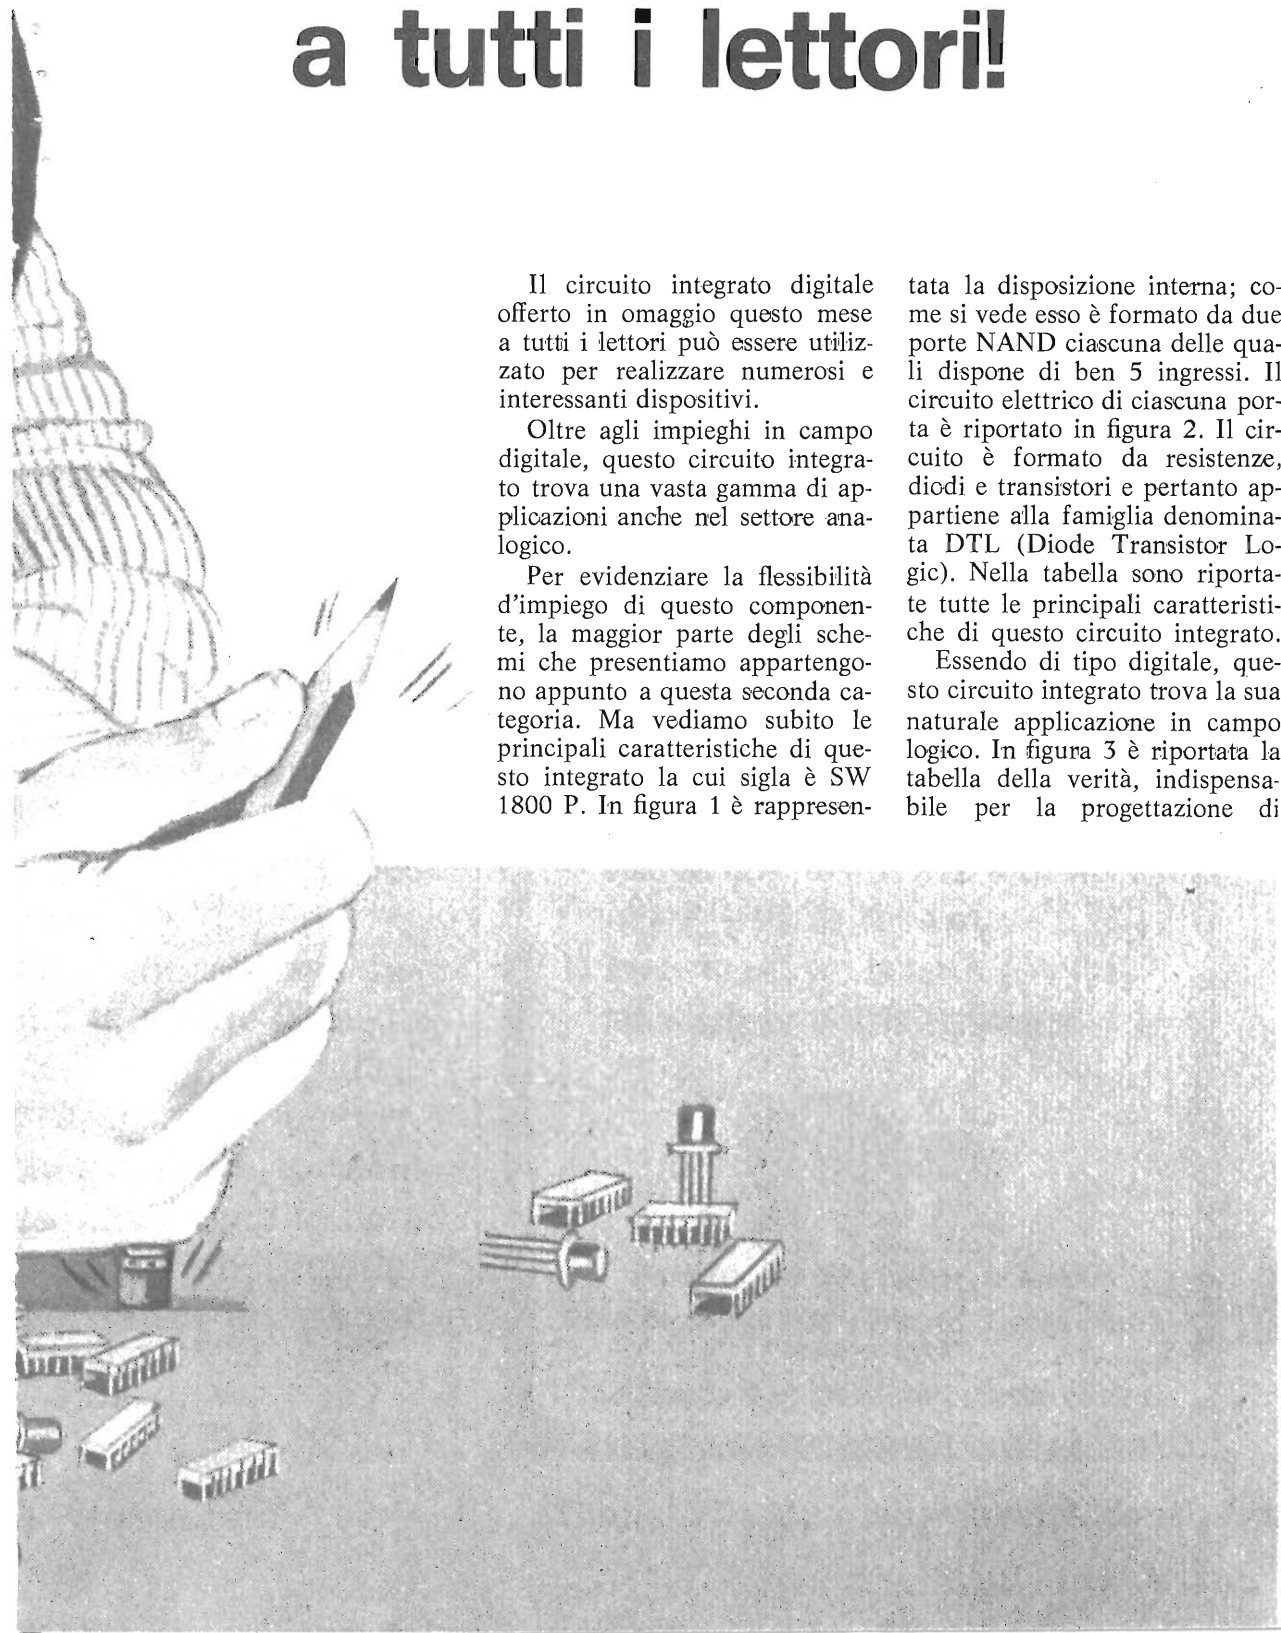 a tutti i lettori!
Il circuito integrato digitale
offerto in omaggio questo mese
a tutti i lettori può essere utiliz-
zato per realizzare numerosi e
interessanti dispositivi.
Oltre agli impieghi in campo
digitale, questo circuito integra-
to trova una vasta gamma di ap-
plicazioni anche nel settore ana-
logico.
Per evidenziare la flessibilità
d'impiego di questo componen-
te, la maggior parte degli sche-
mi che presentiamo appartengo-
no appunto a questa seconda ca-
tegoria. Ma vediamo subito le
principali caratteristiche di que-
sto integrato la cui sigla è SW
1800 P. In figura 1 è rappresen-
tata la disposizione interna; co-
me si vede esso è formato da due
porte NAND ciascuna delle qua-
li dispone di ben 5 ingressi. Il
circuito elettrico di ciascuna por-
ta è riportato in figura 2. Il cir-
cuito è formato da resistenze,
diodi e transistori e pertanto ap-
partiene alla famiglia denomina-
ta DTL (Diode Transistor Lo-
gic). Nella tabella sono riporta-
te tutte le principali caratteristi-
che di questo circuito integrato.
Essendo di tipo digitale, que-
sto circuito integrato trova la sua
naturale applicazione in campo
logico. In figura 3 è riportata la
tabella della verità, indispensa-
bile per la progettazione di